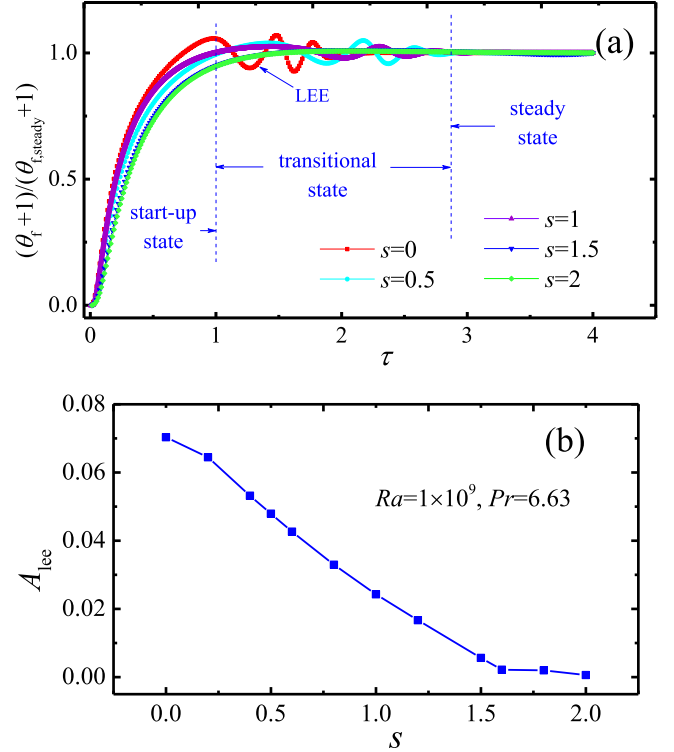 (a)
1.0
0.5
0.0
(θf +1)/(θf,steady +1)
LEE
steady
state
transitional
state
start-up
state
s=0
s=0.5
s=1
s=1.5
s=2
0 1 2 3 4
τ
(b)
0.08
0.06
0.04
0.02
0.00
Alee
Ra=1×10⁹, Pr=6.63
0.0 0.5 1.0 1.5 2.0
s